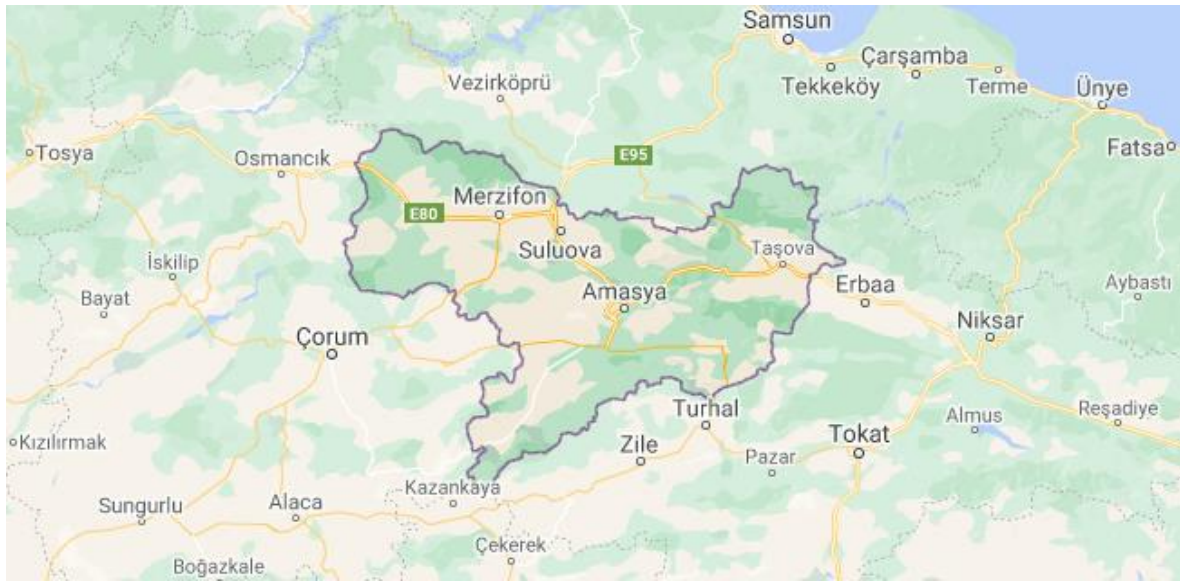 Samsun
Çarşamba
Tekkeköy
Terme
Ünye
Vezirköprü
Fatsa
Tosya
Osmancık
E95
Merzifon
E80
Suluova
Taşova
İskilip
Amasya
Erbaa
Aybastı
Bayat
Niksar
Çorum
Turhal
Almus
Reşadiye
Kızılırmak
Zile
Tokat
Pazar
Kazankaya
Sungurlu
Alaca
Çekerek
Boğazkale